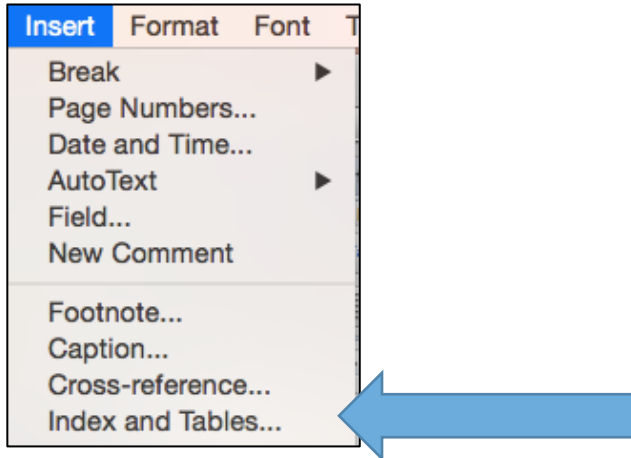 Insert Format Font
Break
Page Numbers...
Date and Time...
AutoText
Field...
New Comment
Footnote...
Caption...
Cross-reference...
Index and Tables...